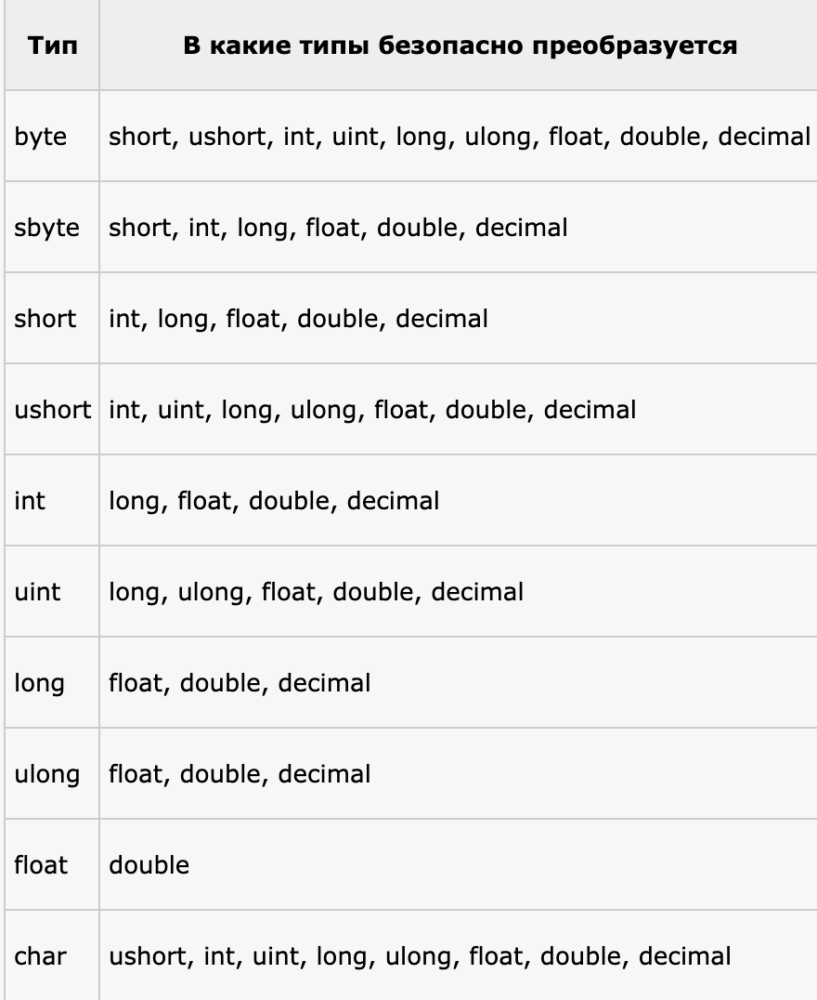 Тип В какие типы безопасно преобразуется
byte short, ushort, int, uint, long, ulong, float, double, decimal
sbyte short, int, long, float, double, decimal
short int, long, float, double, decimal
ushort int, uint, long, ulong, float, double, decimal
int long, float, double, decimal
uint long, ulong, float, double, decimal
long float, double, decimal
ulong float, double, decimal
float double
char ushort, int, uint, long, ulong, float, double, decimal